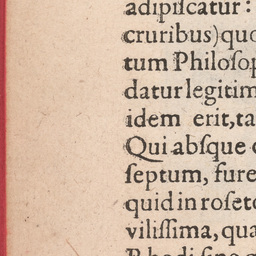 adipiſcatur:
cruribus)quo
tum Philoſop
datur legitim
idem erit,ta
Qui abſque
ſeptum, fure
quid in roſeto
viliſſima, qua